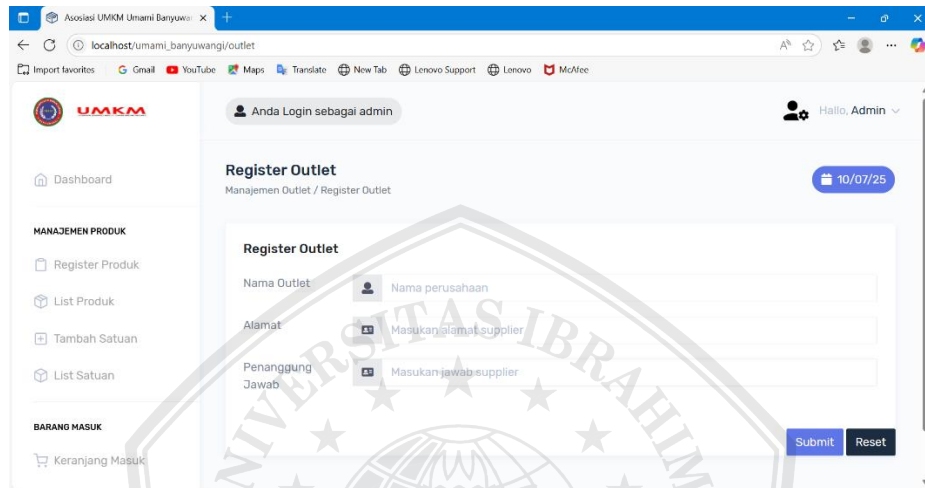 Asosiasi UMKM Umami Banyuwa
localhost/umami_banyuwangi/outlet
Import favorites Gmail YouTube Maps Translate New Tab Lenovo Support Lenovo McAfee
UMKM
Anda Login sebagai admin
Hallo, Admin
Dashboard
Register Outlet
Manajemen Outlet / Register Outlet
10/07/25
MANAJEMEN PRODUK
Register Produk
List Produk
Tambah Satuan
List Satuan
BARANG MASUK
Keranjang Masuk
Register Outlet
Nama Outlet
Nama perusahaan
Alamat
Masukan alamat supplier
Penanggung
Jawab
Masukan jawab supplier
Submit Reset
UNIVERSITAS IBRAHIM